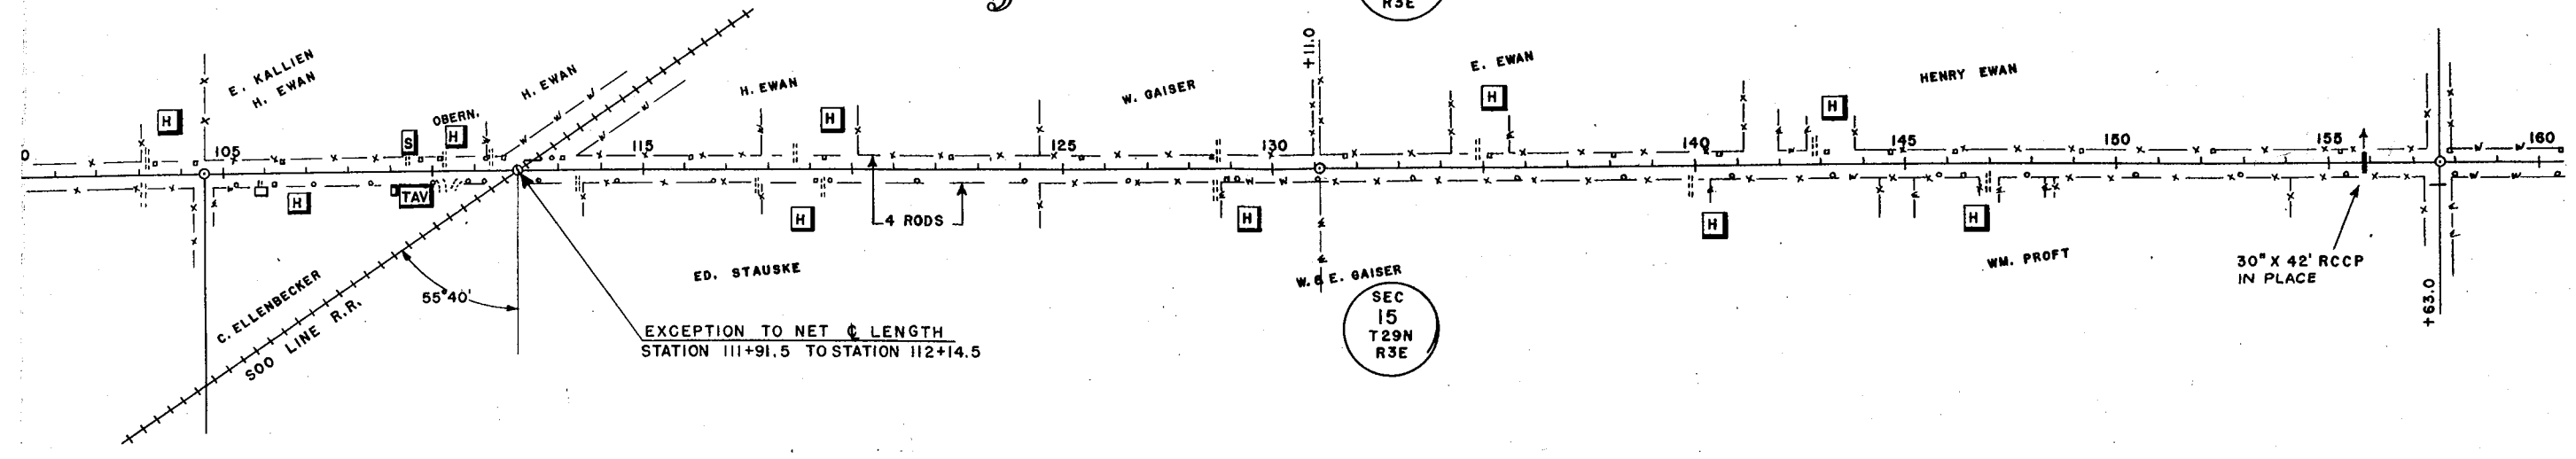 R3E
E. KALLIEN
H. EWAN
H
OBERN.
S
H
H. EWAN
H. EWAN
H
W. GAISER
+11.0
E. EWAN
H
H
HENRY EWAN
0
105
115
125
130
140
145
150
155
160
H
TAV
H
4 RODS
H
H
H
C. ELLENBECKER
SOO LINE R.R.
55°40'
ED. STAUSKE
W. & E. GAISER
WM. PROFT
30" X 42' RCCP
IN PLACE
+63.0
EXCEPTION TO NET ℄ LENGTH
STATION 111+91.5 TO STATION 112+14.5
SEC
15
T29N
R3E